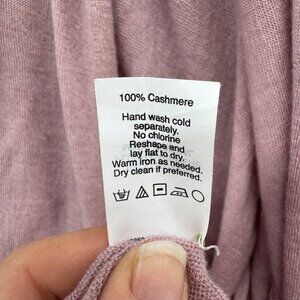 100% Cashmere
Hand wash cold
separately.
No chlorine
Reshape and
lay flat to dry.
Warm iron as needed.
Dry clean if preferred.